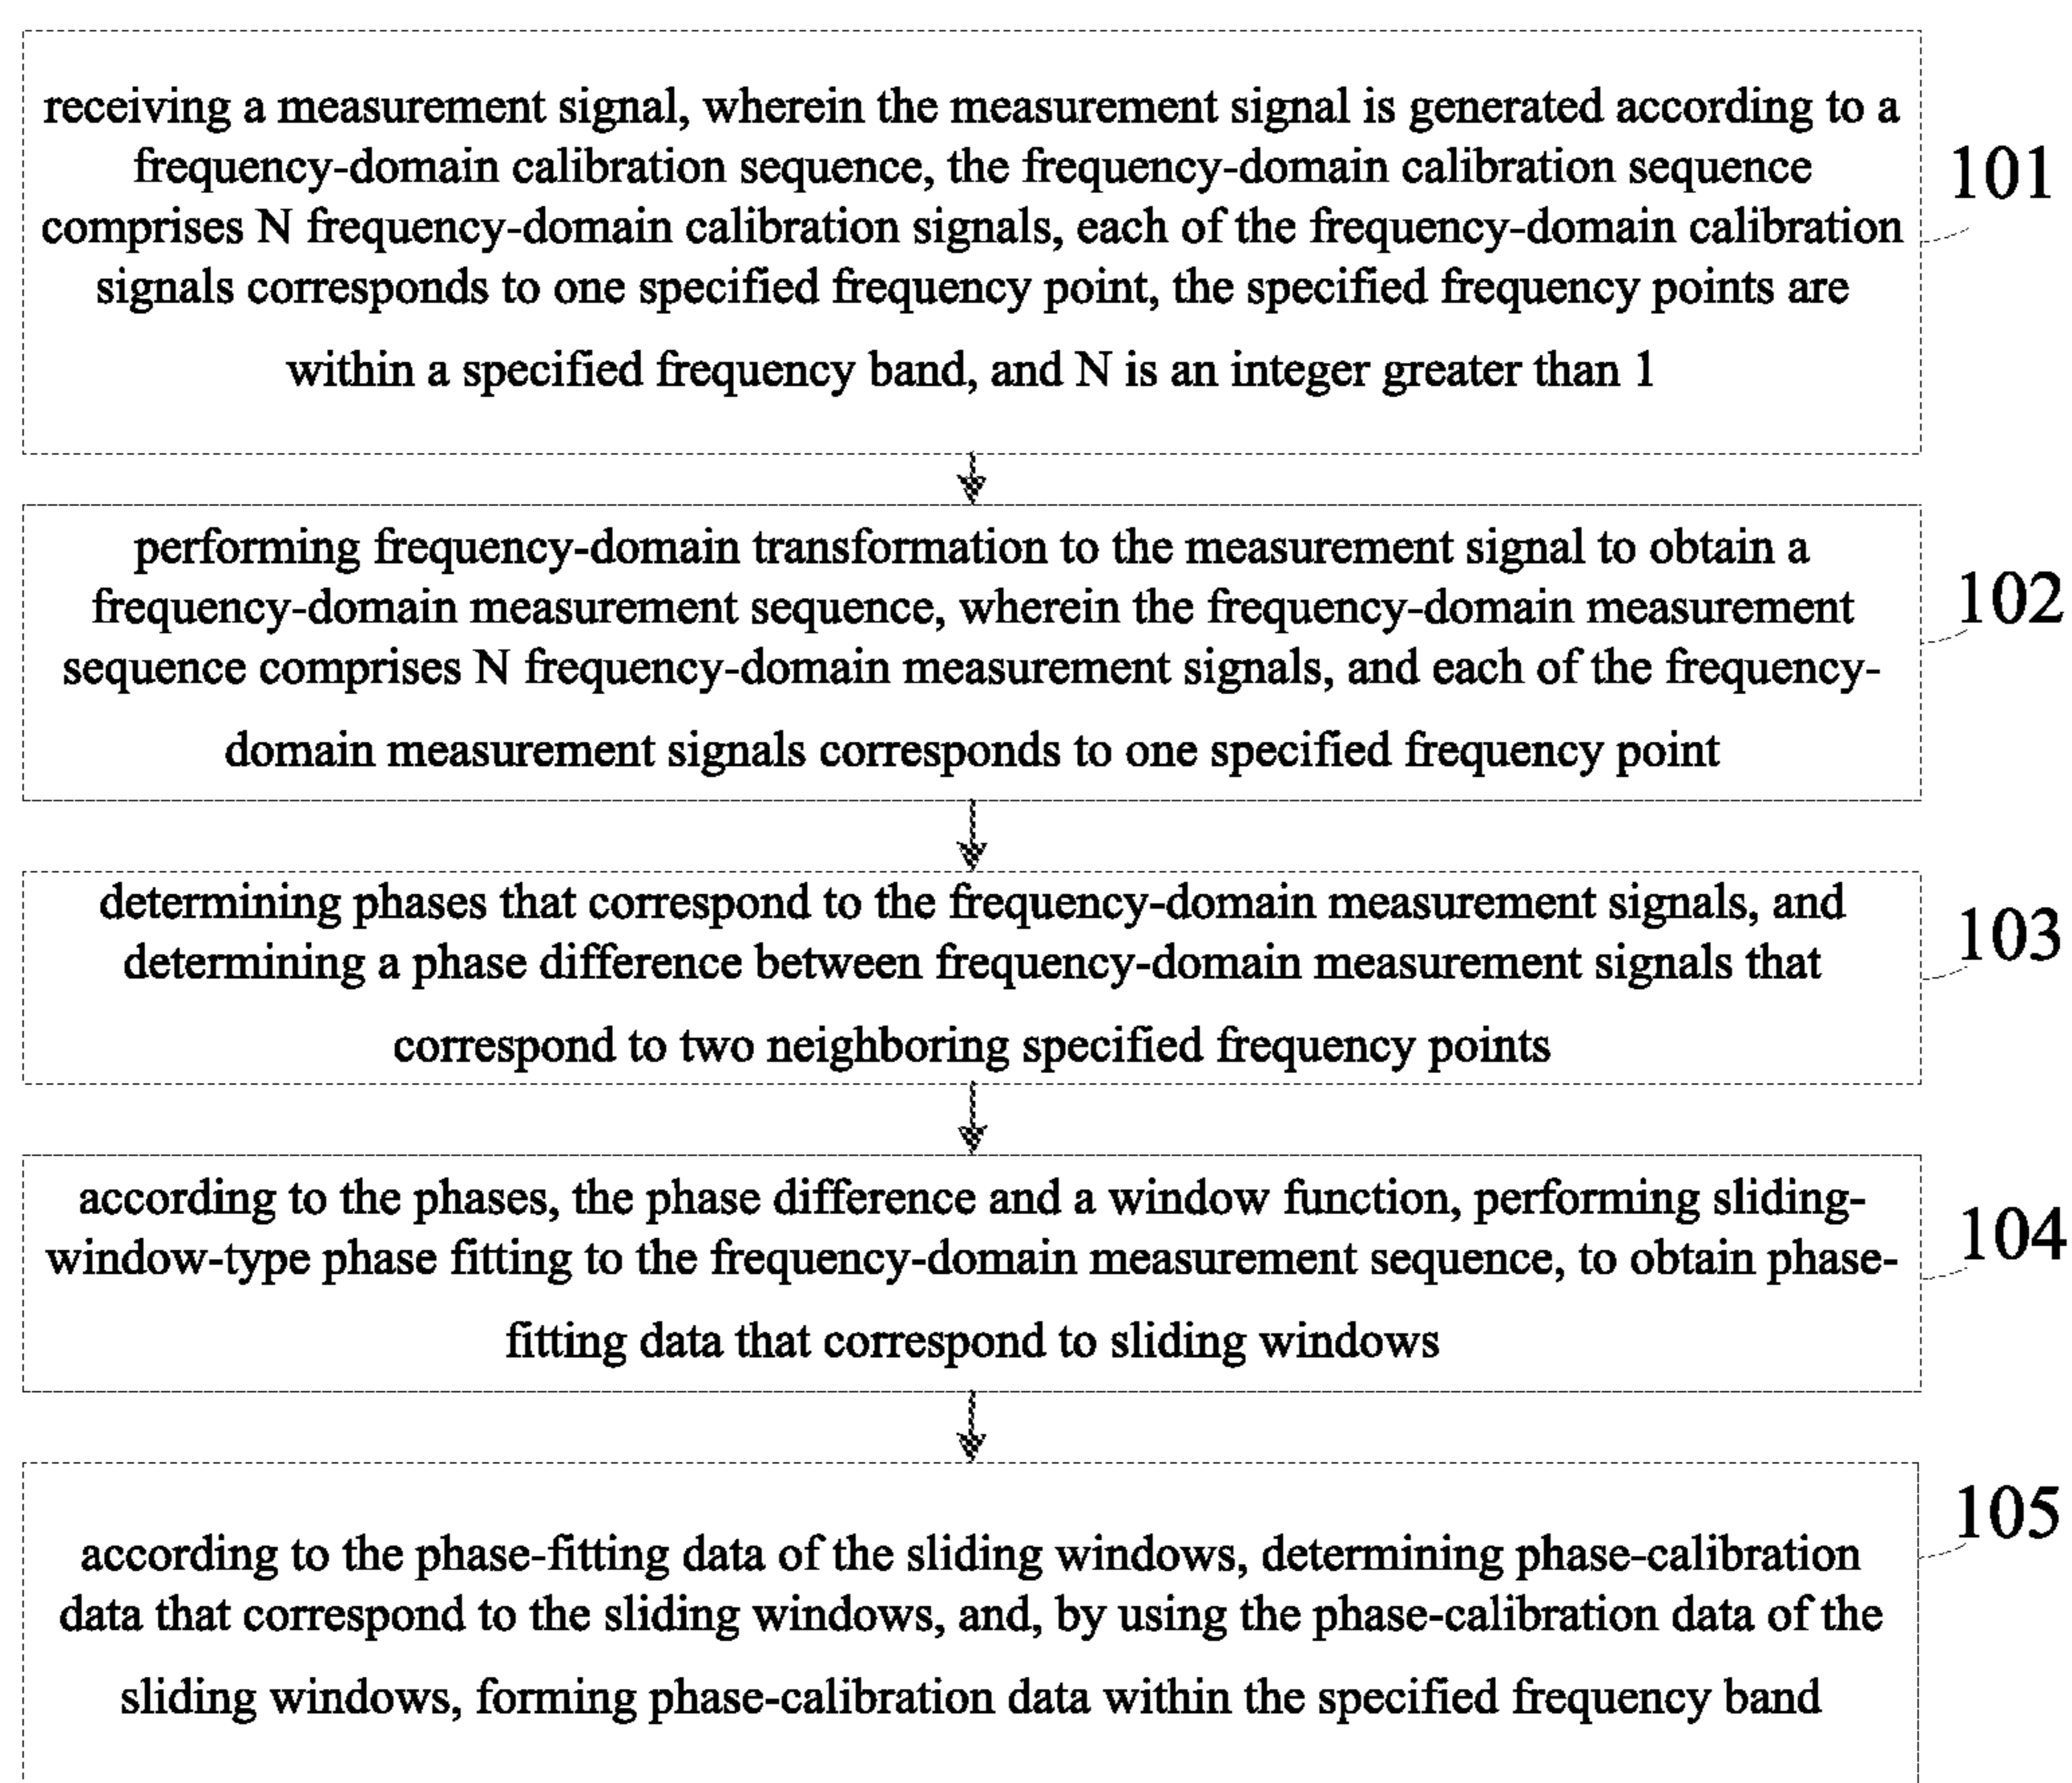 receiving a measurement signal, wherein the measurement signal is generated according to a
frequency-domain calibration sequence, the frequency-domain calibration sequence
comprises N frequency-domain calibration signals, each of the frequency-domain calibration
signals corresponds to one specified frequency point, the specified frequency points are
within a specified frequency band, and N is an integer greater than 1
101
performing frequency-domain transformation to the measurement signal to obtain a
frequency-domain measurement sequence, wherein the frequency-domain measurement
sequence comprises N frequency-domain measurement signals, and each of the frequency-
domain measurement signals corresponds to one specified frequency point
102
determining phases that correspond to the frequency-domain measurement signals, and
determining a phase difference between frequency-domain measurement signals that
correspond to two neighboring specified frequency points
103
according to the phases, the phase difference and a window function, performing sliding-
window-type phase fitting to the frequency-domain measurement sequence, to obtain phase-
fitting data that correspond to sliding windows
104
according to the phase-fitting data of the sliding windows, determining phase-calibration
data that correspond to the sliding windows, and, by using the phase-calibration data of the
sliding windows, forming phase-calibration data within the specified frequency band
105